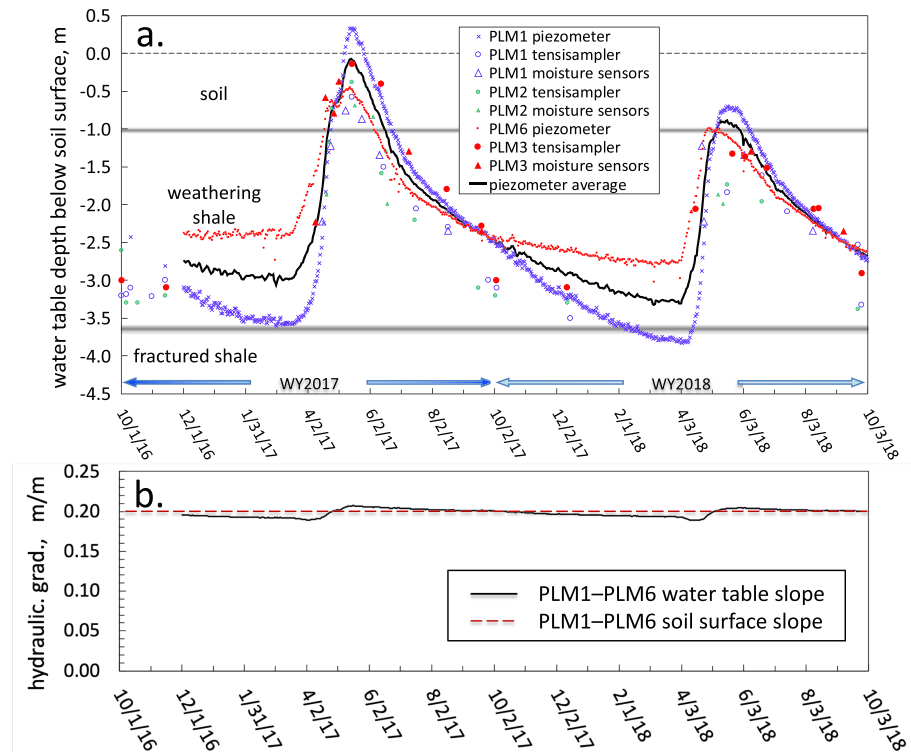 a.
water table depth below soil surface, m
0.5
0.0
-0.5
-1.0
-1.5
-2.0
-2.5
-3.0
-3.5
-4.0
-4.5
soil
weathering
shale
fractured shale
PLM1 piezometer
PLM1 tensisampler
PLM1 moisture sensors
PLM2 tensisampler
PLM2 moisture sensors
PLM6 piezometer
PLM3 tensisampler
PLM3 moisture sensors
piezometer average
WY2017
WY2018
10/1/16
12/1/16
1/31/17
4/2/17
6/2/17
8/2/17
10/2/17
12/2/17
2/1/18
4/3/18
6/3/18
8/3/18
10/3/18
b.
hydraulic. grad., m/m
0.25
0.20
0.15
0.10
0.05
0.00
PLM1–PLM6 water table slope
PLM1–PLM6 soil surface slope
10/1/16
12/1/16
1/31/17
4/2/17
6/2/17
8/2/17
10/2/17
12/2/17
2/1/18
4/3/18
6/3/18
8/3/18
10/3/18